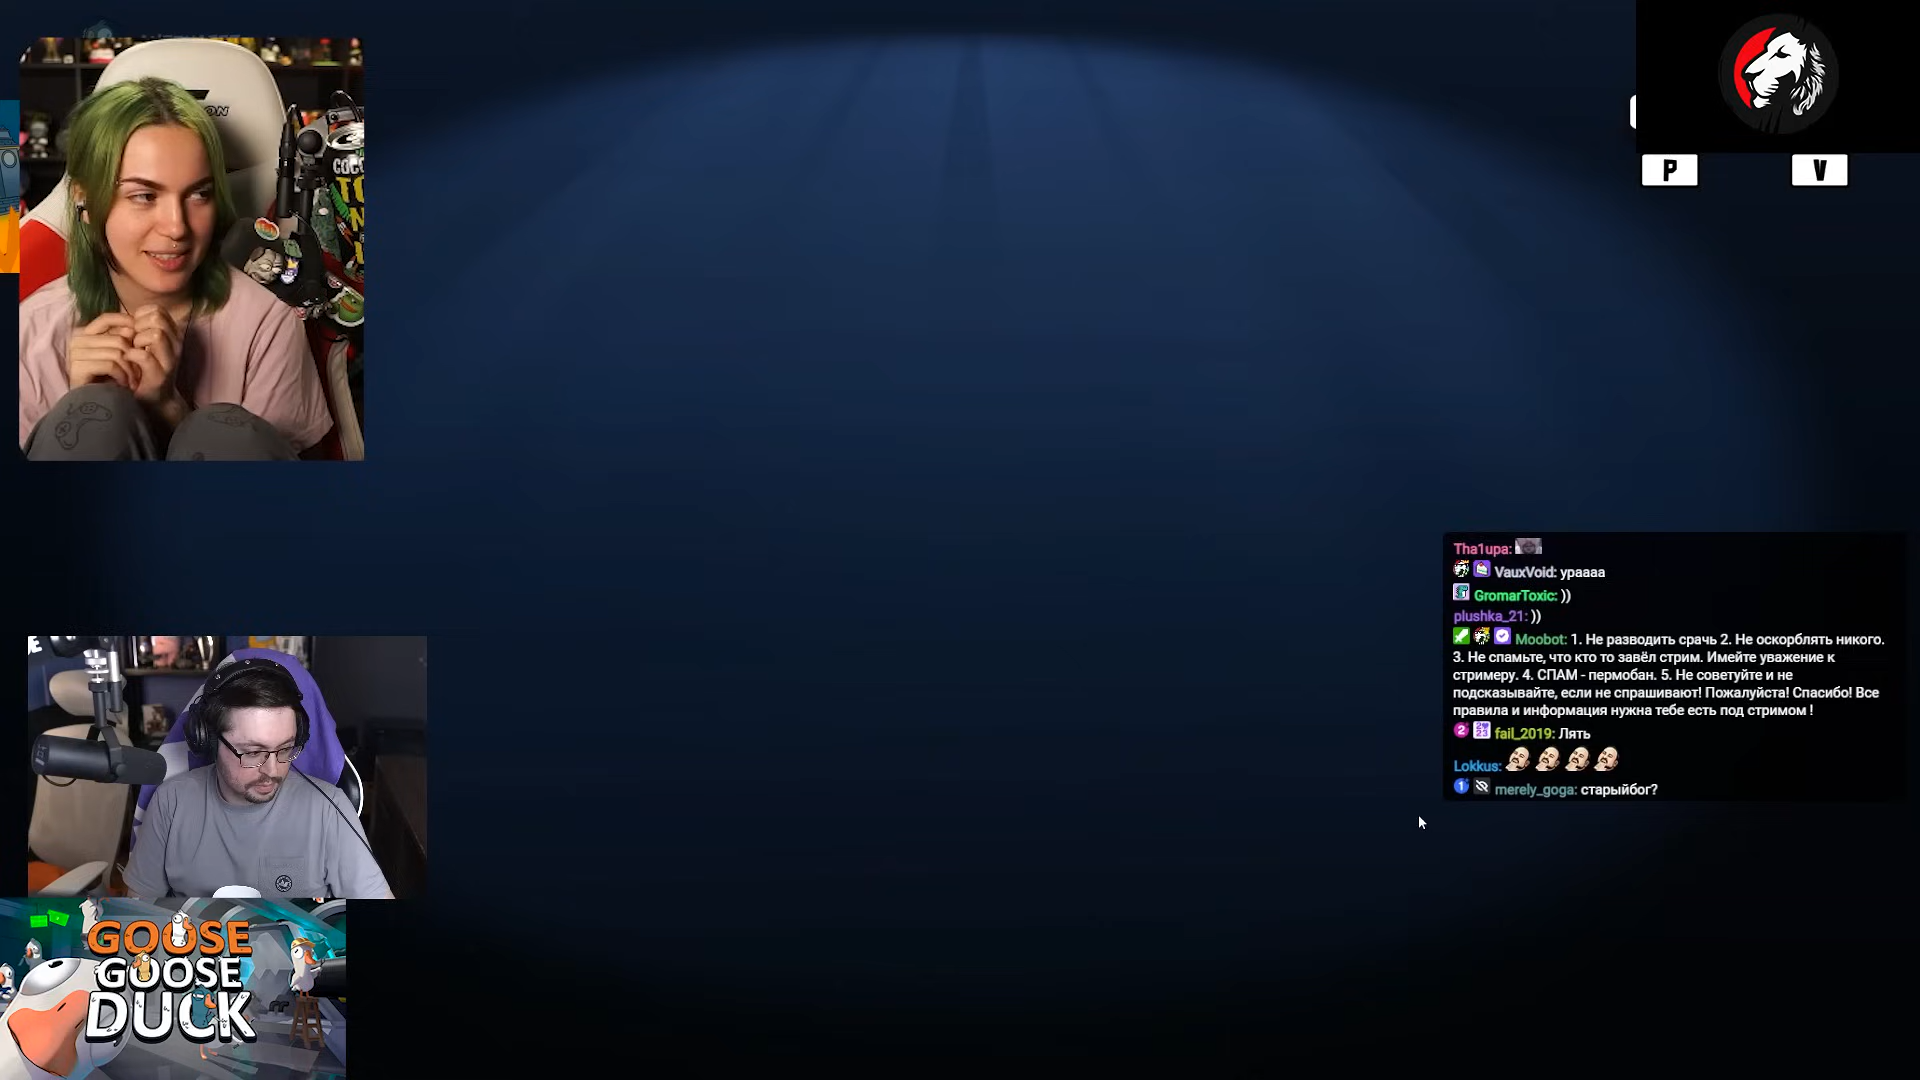 P
V
Tha1upa:
VauxVoid: ураааа
GromarToxic: ))
plushka_21: ))
Moobot: 1. Не разводить срачь 2. Не оскорблять никого.
3. Не спамьте, что кто то завёл стрим. Имейте уважение к
стримеру. 4. СПАМ - пермобан. 5. Не советуйте и не
подсказывайте, если не спрашивают! Пожалуйста! Спасибо! Все
правила и информация нужна тебе есть под стримом !
fail_2019: Лять
Lokkus:
merely_goga: старыйбог?
GOOSE
GOOSE
DUCK